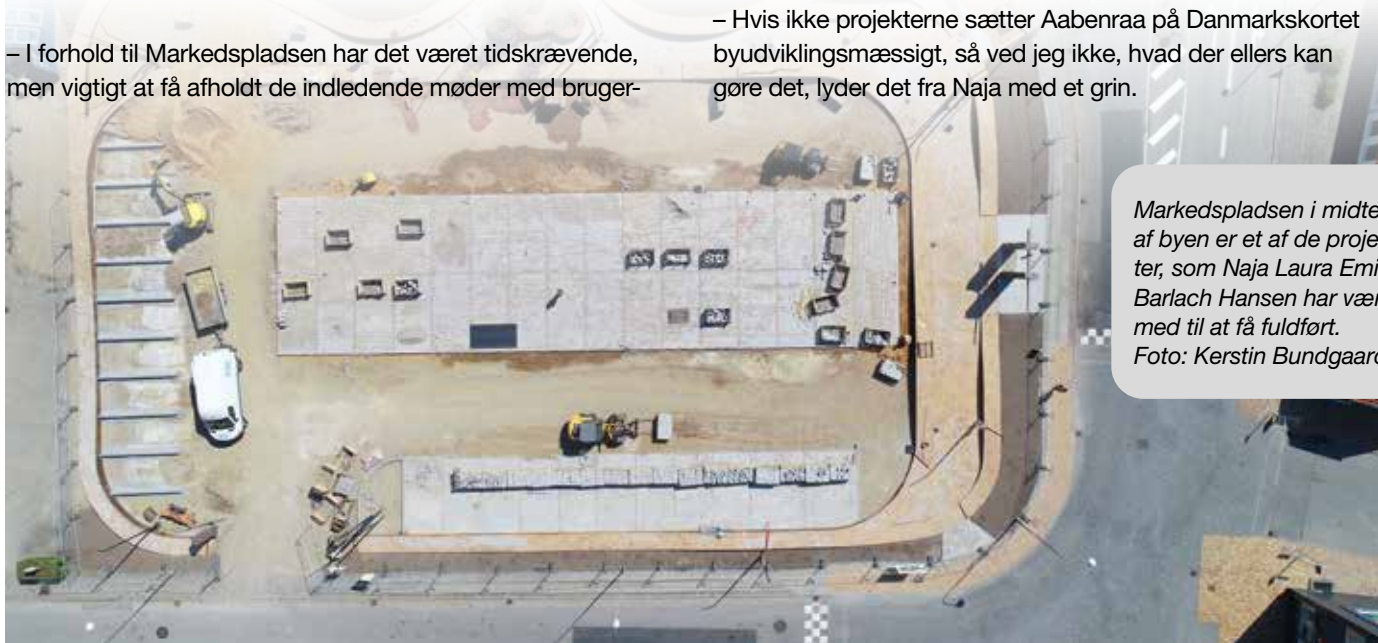 – I forhold til Markedspladsen har det været tidskrævende,
men vigtigt at få afholdt de indledende møder med bruger-
– Hvis ikke projekterne sætter Aabenraa på Danmarkskortet
byudviklingsmæssigt, så ved jeg ikke, hvad der ellers kan
gøre det, lyder det fra Naja med et grin.
Markedspladsen i midte
af byen er et af de proje
ter, som Naja Laura Emi
Barlach Hansen har vær
med til at få fuldført.
Foto: Kerstin Bundgaard